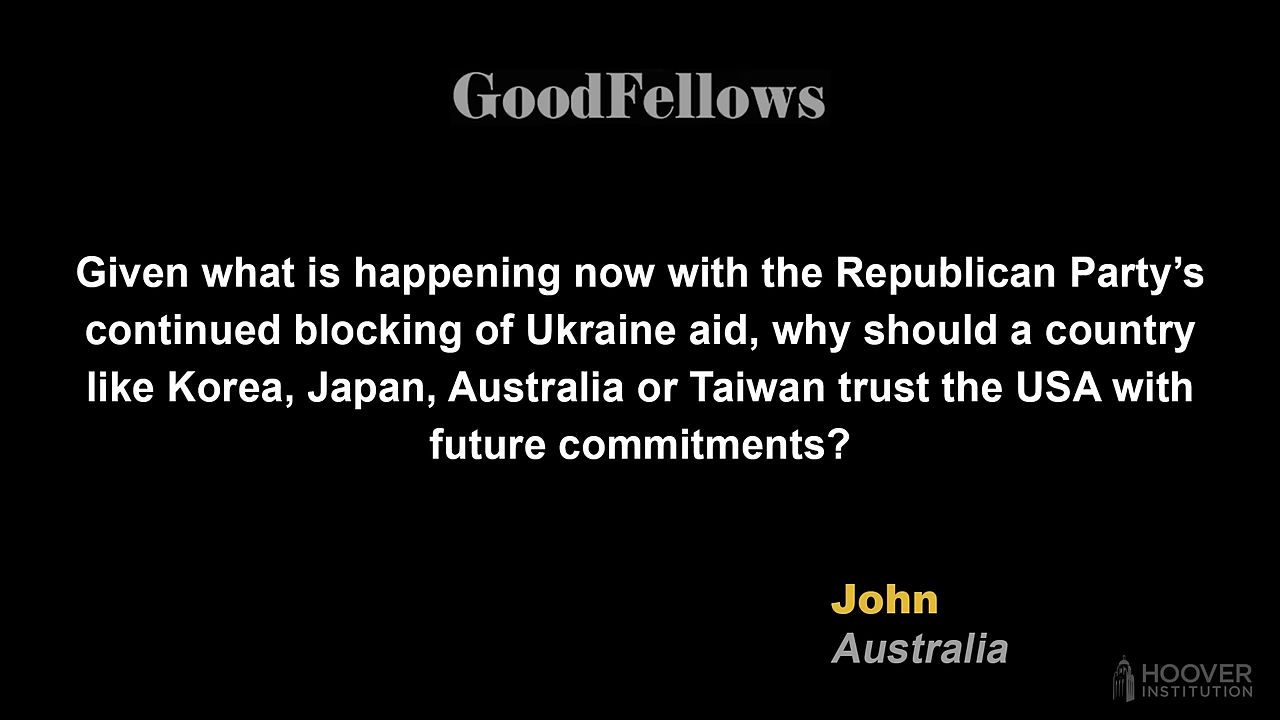 GoodFellows
Given what is happening now with the Republican Party’s
continued blocking of Ukraine aid, why should a country
like Korea, Japan, Australia or Taiwan trust the USA with
future commitments?
John
Australia
HOOVER
INSTITUTION